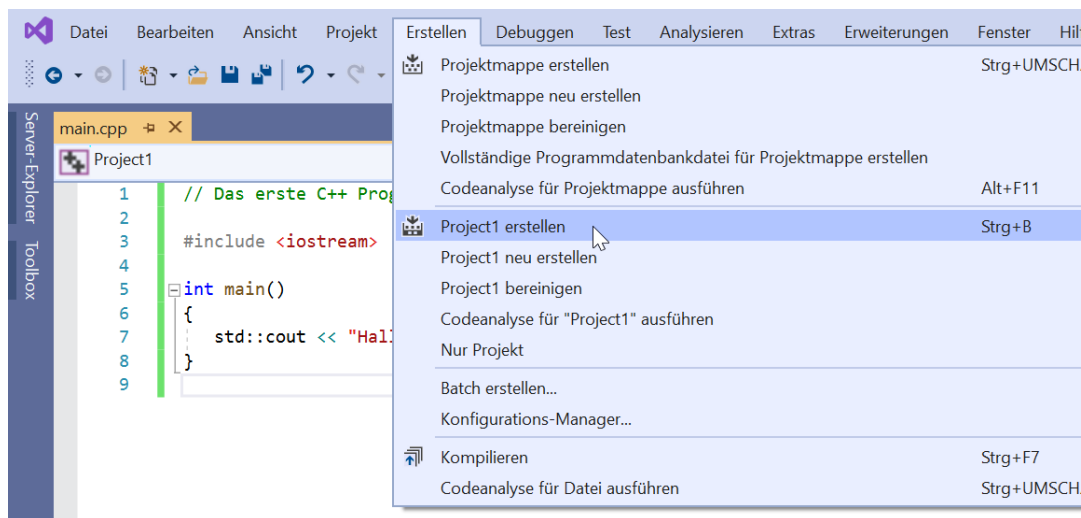 Datei Bearbeiten Ansicht Projekt Erstellen Debuggen Test Analysieren Extras Erweiterungen Fenster
Projektmappe erstellen Strg+UMSCH
Projektmappe neu erstellen
Projektmappe bereinigen
Vollständige Programmdatenbankdatei für Projektmappe erstellen
Codeanalyse für Projektmappe ausführen Alt+F11
Project1 erstellen Strg+B
Project1 neu erstellen
Project1 bereinigen
Codeanalyse für "Project1" ausführen
Nur Projekt
Batch erstellen...
Konfigurations-Manager...
Kompilieren Strg+F7
Codeanalyse für Datei ausführen Strg+UMSCH
Server-Explorer
Toolbox
main.cpp
Project1
1 // Das erste C++ Prog
2
3 #include <iostream>
4
5 int main()
6 {
7 std::cout << "Hall
8 }
9